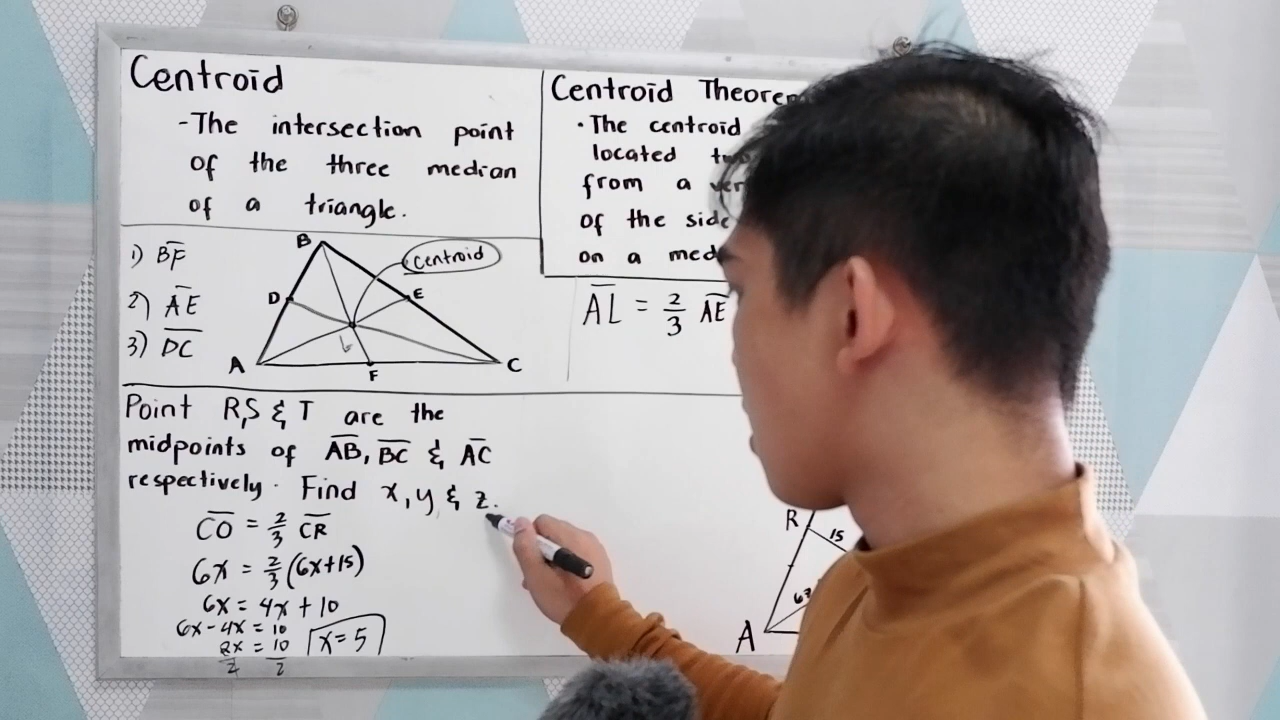 Centroid
-The intersection point
of the three median
of a triangle.
Centroid Theorem
• The centroid
located
from a
of the side
on a
1) BF
2) AE
3) DC
B
Centroid
D
E
A
F
C
AL = 2/3 AE
Point R,S & T are the
midpoints of AB, BC & AC
respectively. Find x, y & z.
CO = 2/3 CR
6x = 2/3 (6x+15)
6x = 4x + 10
6x - 4x = 10
2x = 10
2 2
x = 5
R
15
A